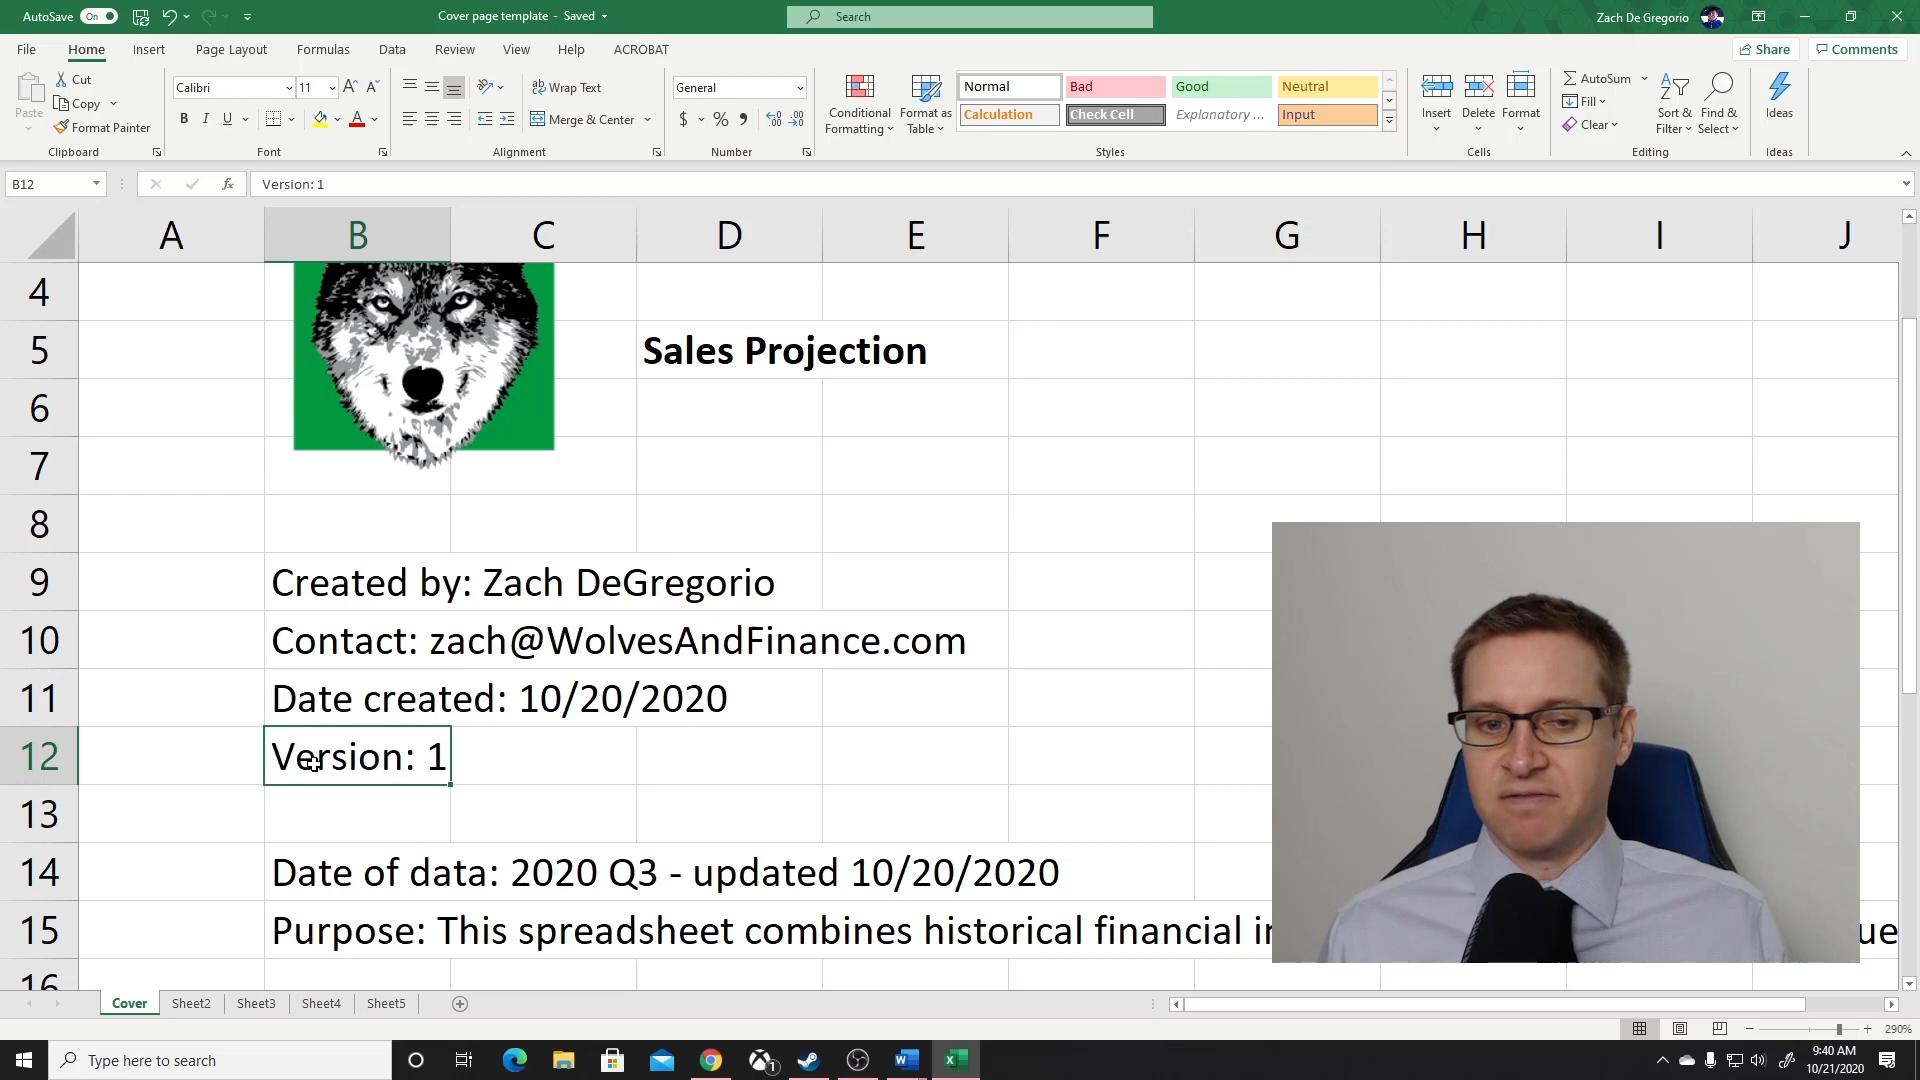 AutoSave On Cover page template - Saved Search Zach De Gregorio
File Home Insert Page Layout Formulas Data Review View Help ACROBAT Share Comments
Paste Cut Copy Format Painter Clipboard
Calibri 11 A A B I U A Font
Wrap Text Merge & Center Alignment
General $ % Number
Conditional Formatting Format as Table
Normal Bad Good Neutral
Calculation Check Cell Explanatory ... Input
Styles
Insert Delete Format Cells
AutoSum Fill Clear Sort & Filter Find & Select Editing
Ideas Ideas
B12 fx Version: 1
A B C D E F G H I J
4
5 Sales Projection
6
7
8
9 Created by: Zach DeGregorio
10 Contact: zach@WolvesAndFinance.com
11 Date created: 10/20/2020
12 Version: 1
13
14 Date of data: 2020 Q3 - updated 10/20/2020
15 Purpose: This spreadsheet combines historical financial in ue
16
Cover Sheet2 Sheet3 Sheet4 Sheet5
290%
Type here to search
9:40 AM
10/21/2020